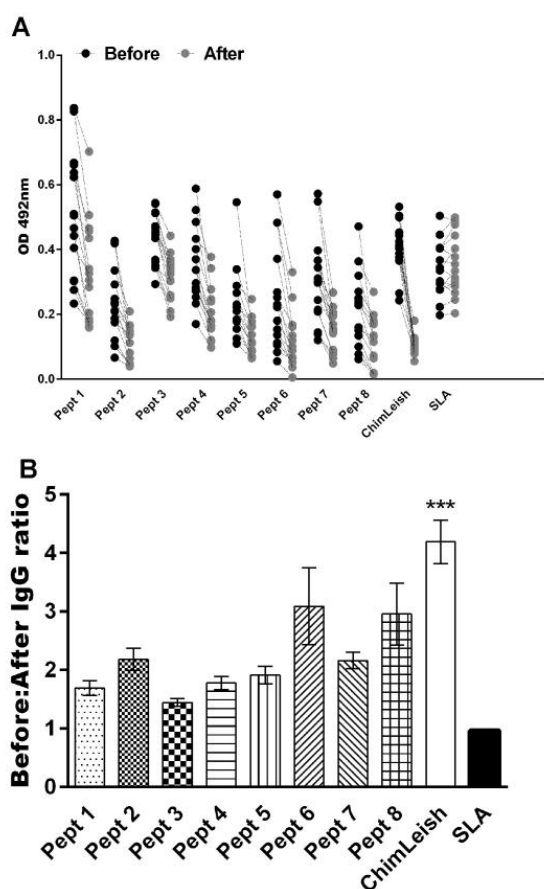 A
Before After
1.0
0.8
0.6
0.4
0.2
0.0
OD 492nm
Pept 1 Pept 2 Pept 3 Pept 4 Pept 5 Pept 6 Pept 7 Pept 8 ChimLeish SLA
B
5
4
3
2
1
0
Before:After IgG ratio
***
Pept 1 Pept 2 Pept 3 Pept 4 Pept 5 Pept 6 Pept 7 Pept 8 ChimLeish SLA